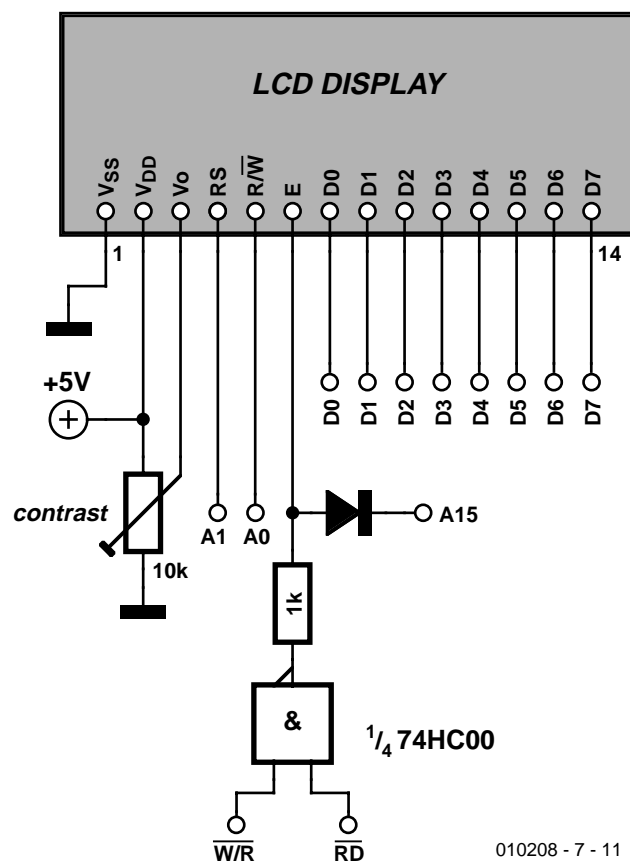 LCD DISPLAY
VSS VDD Vo RS R/W E D0 D1 D2 D3 D4 D5 D6 D7
1 14
+5V
D0 D1 D2 D3 D4 D5 D6 D7
contrast
A1 A0 A15
10k
1k
&
1/4 74HC00
W/R RD
010208 - 7 - 11